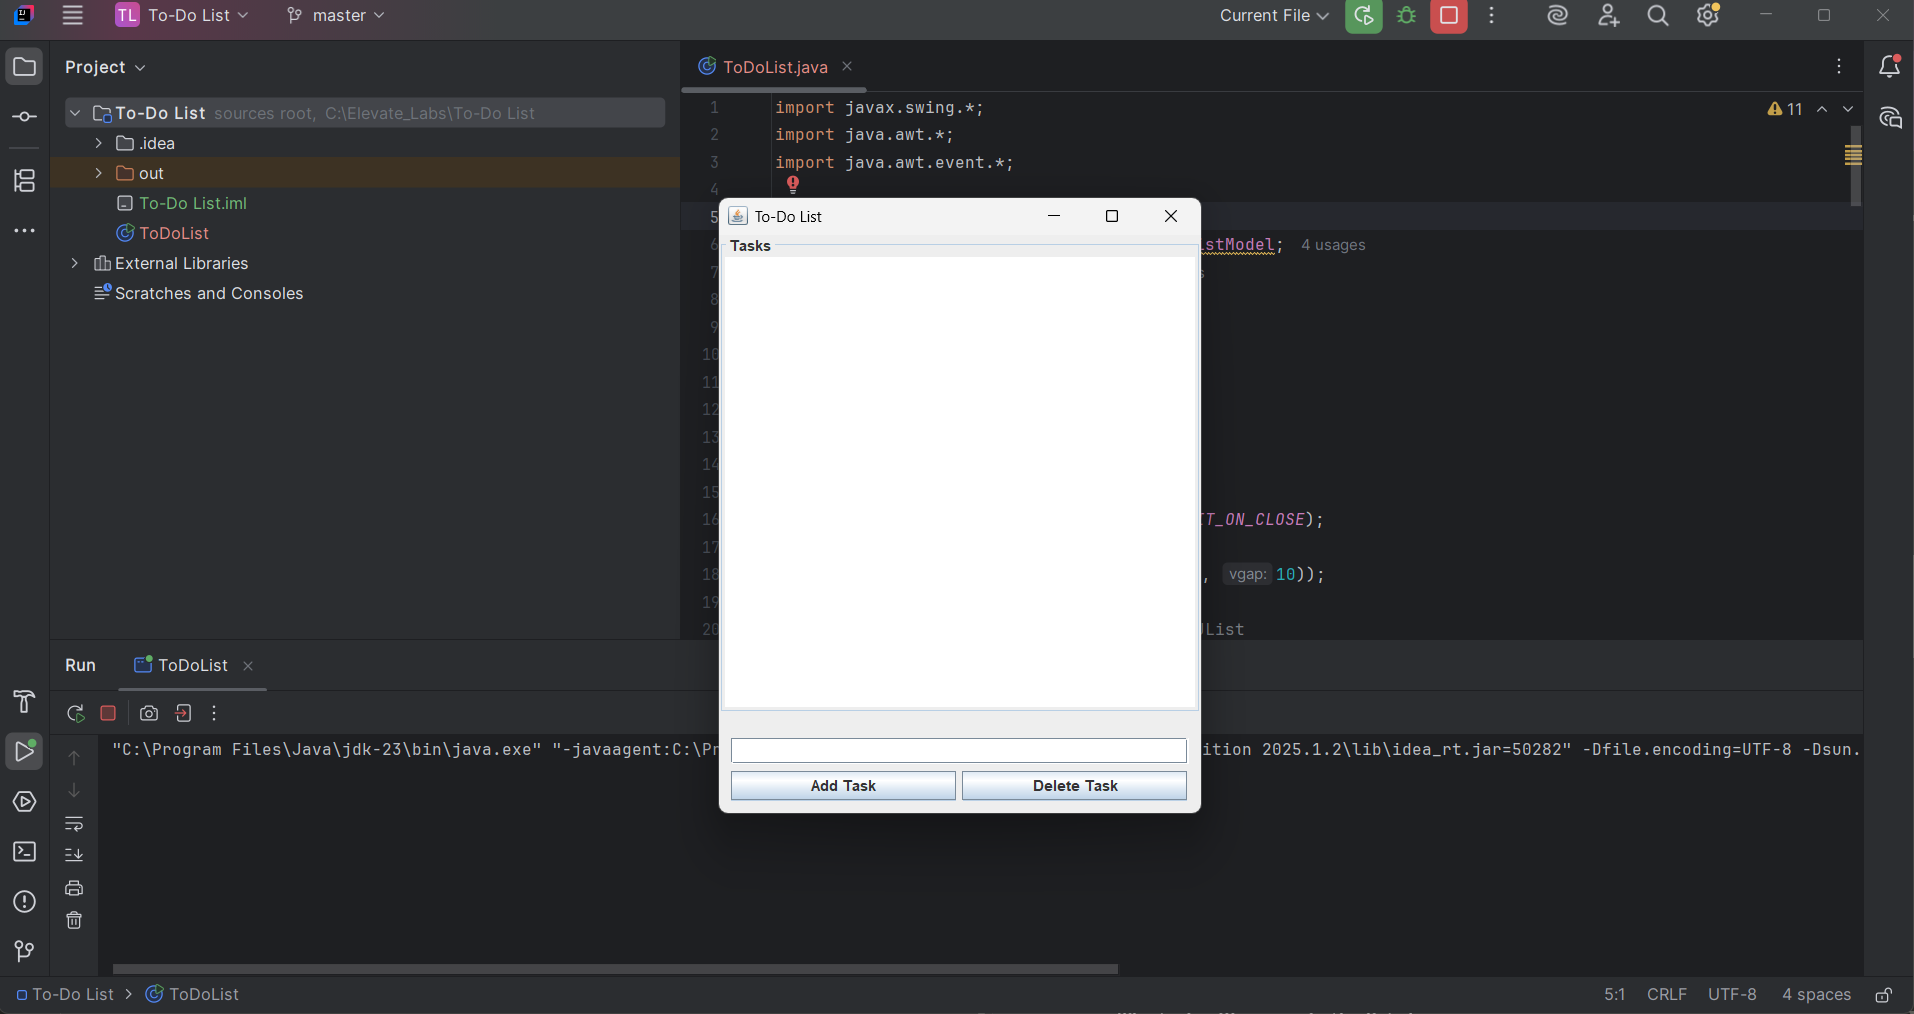 TL To-Do List master Current File
Project
ToDoList.java
To-Do List sources root, C:\Elevate_Labs\To-Do List
.idea
out
To-Do List.iml
ToDoList
External Libraries
Scratches and Consoles
1 import javax.swing.*;
2 import java.awt.*;
3 import java.awt.event.*;
4
5
6 stModel; 4 usages
7
8
9
10
11
12
13
14
15
16 T_ON_CLOSE);
17
18 , vgap: 10));
19
20 List
11
To-Do List
Tasks
Add Task
Delete Task
Run ToDoList
"C:\Program Files\Java\jdk-23\bin\java.exe" "-javaagent:C:\Pr ition 2025.1.2\lib\idea_rt.jar=50282" -Dfile.encoding=UTF-8 -Dsun.
To-Do List > ToDoList
5:1 CRLF UTF-8 4 spaces